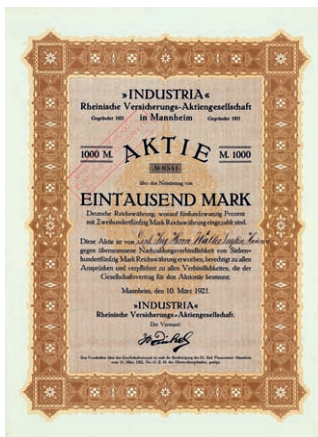 »INDUSTRIA«
Rheinische Versicherungs-Aktiengesellschaft
Gegründet 1921 in Mannheim Gegründet 1921
1000 M. AKTIE M. 1000
über den Nennbetrag von
EINTAUSEND MARK
Deutsche Reichswährung, worauf fünfundzwanzig Prozent
mit Zweihundertfünfzig Mark Reichswährung eingezahlt sind.
Diese Aktie ist von Herrn
gegen übernommene Nachzahlungsverbindlichkeit von Sieben-
hundertfünfzig Mark Reichswährung erworben, berechtigt zu allen
Ansprüchen und verpflichtet zu allen Verbindlichkeiten, die der
Gesellschaftsvertrag für den Aktionär bestimmt.
Mannheim, den 10. März 1921.
»INDUSTRIA«
Rheinische Versicherungs-Aktiengesellschaft.
Der Vorstand: